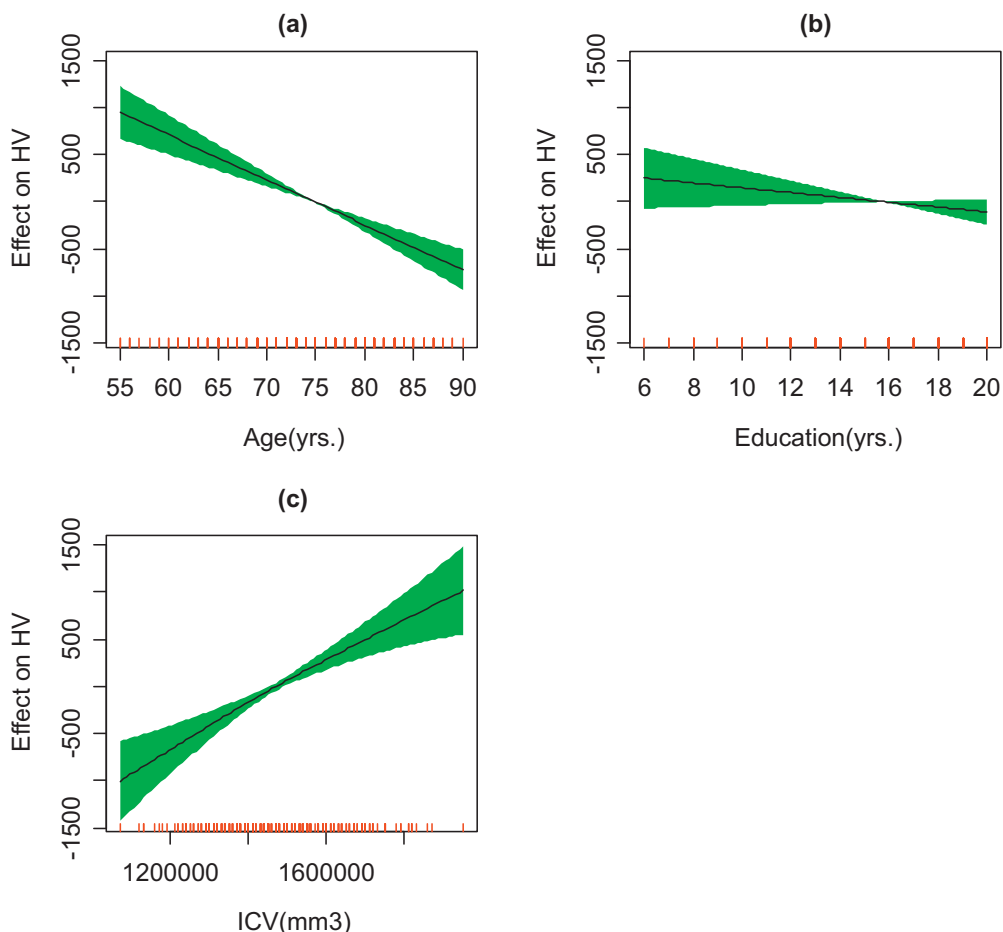 (a)
Effect on HV
1500
500
-500
-1500
55 60 65 70 75 80 85 90
Age(yrs.)
(b)
Effect on HV
1500
500
-500
-1500
6 8 10 12 14 16 18 20
Education(yrs.)
(c)
Effect on HV
1500
500
-500
-1500
1200000 1600000
ICV(mm3)